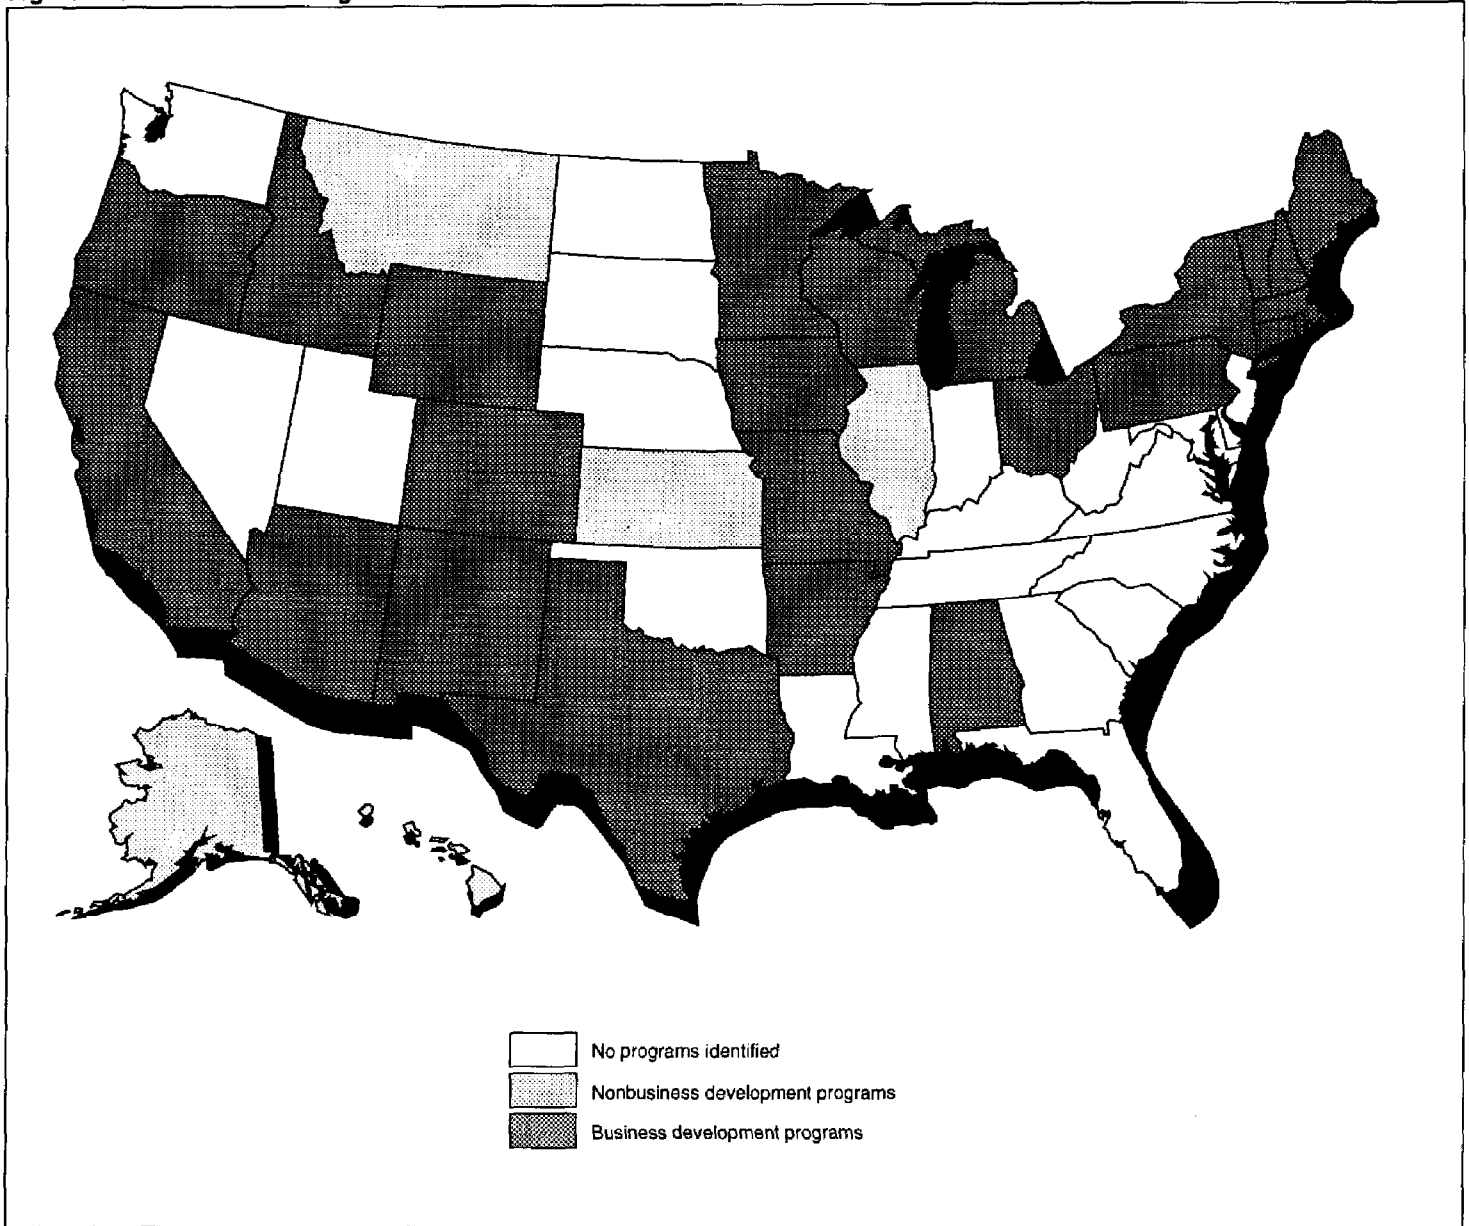 No programs identified
Nonbusiness development programs
Business development programs